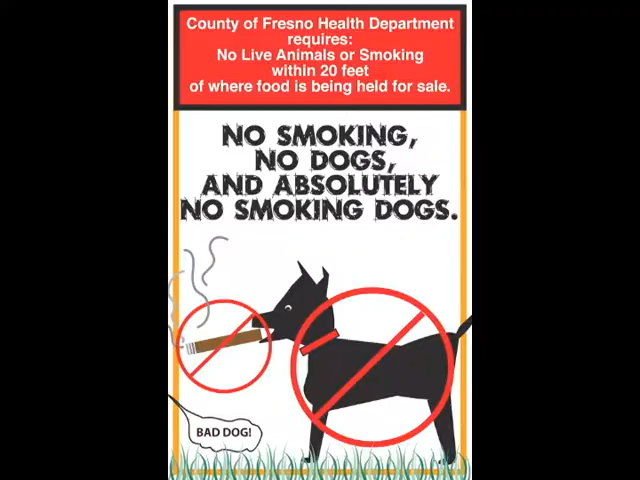 County of Fresno Health Department
requires:
No Live Animals or Smoking
within 20 feet
of where food is being held for sale.
NO SMOKING,
NO DOGS,
AND ABSOLUTELY
NO SMOKING DOGS.
BAD DOG!